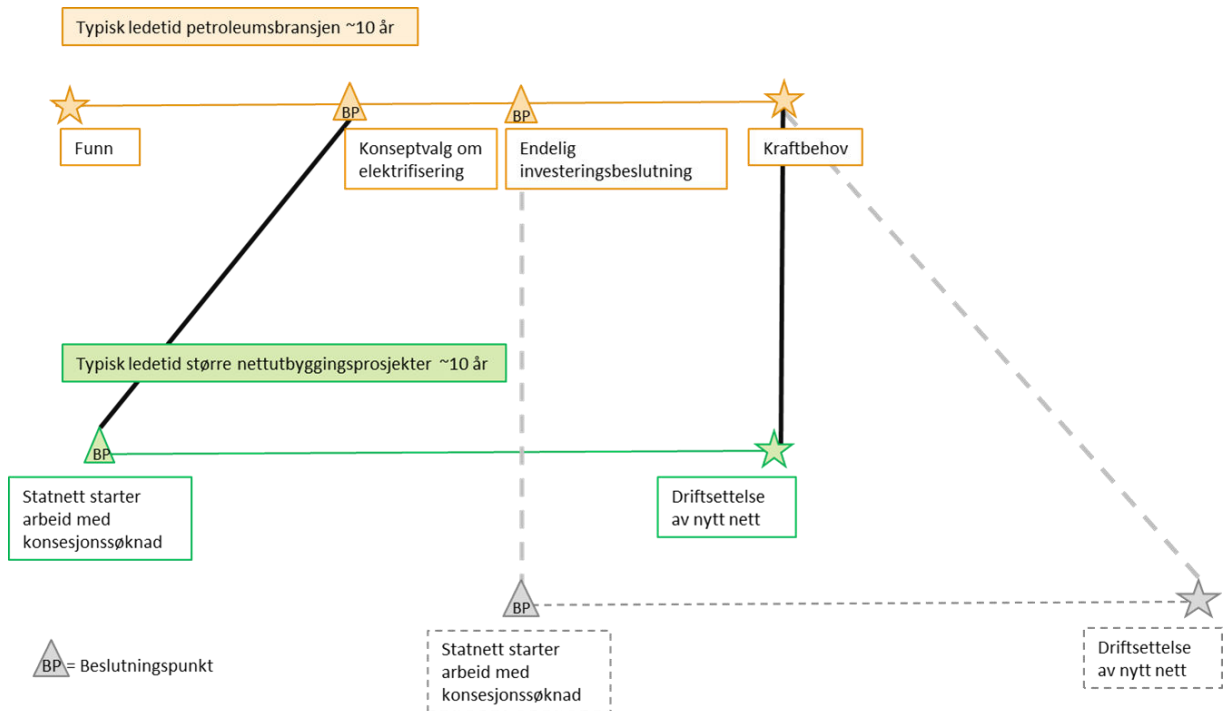 Typisk ledetid petroleumsbransjen ~10 år
BP
BP
Funn
Konseptvalg om
elektrifisering
Endelig
investeringsbeslutning
Kraftbehov
Typisk ledetid større nettutbyggingsprosjekter ~10 år
BP
Statnett starter
arbeid med
konsesjonssøknad
Driftsettelse
av nytt nett
BP
Statnett starter
arbeid med
konsesjonssøknad
Driftsettelse
av nytt nett
BP = Beslutningspunkt